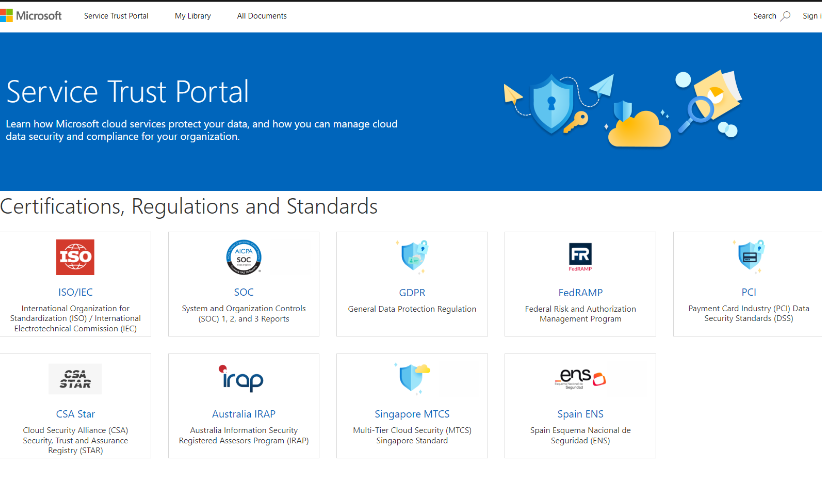 Microsoft Service Trust Portal My Library All Documents Search Sign i
Service Trust Portal
Learn how Microsoft cloud services protect your data, and how you can manage cloud
data security and compliance for your organization.
Certifications, Regulations and Standards
ISO
AICPA
SOC
FR
FedRAMP
ISO/IEC
International Organization for
Standardization (ISO) / International
Electrotechnical Commission (IEC)
SOC
System and Organization Controls
(SOC) 1, 2, and 3 Reports
GDPR
General Data Protection Regulation
FedRAMP
Federal Risk and Authorization
Management Program
PCI
Payment Card Industry (PCI) Data
Security Standards (DSS)
CSA
STAR
irap
ens
Esquema Nacional de
Seguridad
CSA Star
Cloud Security Alliance (CSA)
Security, Trust and Assurance
Registry (STAR)
Australia IRAP
Australia Information Security
Registered Assesors Program (IRAP)
Singapore MTCS
Multi-Tier Cloud Security (MTCS)
Singapore Standard
Spain ENS
Spain Esquema Nacional de
Seguridad (ENS)